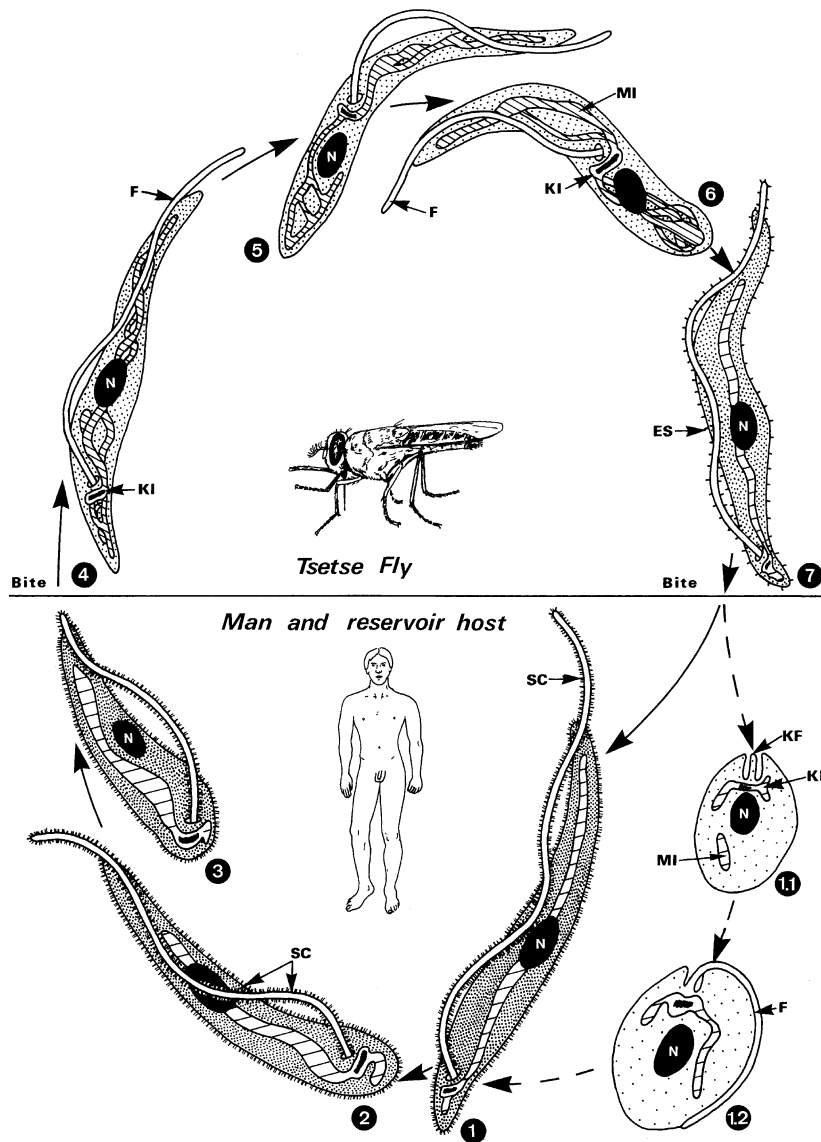 MI
F
N
N
KI
F
6
5
N
ES
N
KI
Tsetse Fly
Bite 4
Bite 7
Man and reservoir host
SC
KF
KI
N
N
MI
3
1.1
SC
N
F
N
2
1
1.2